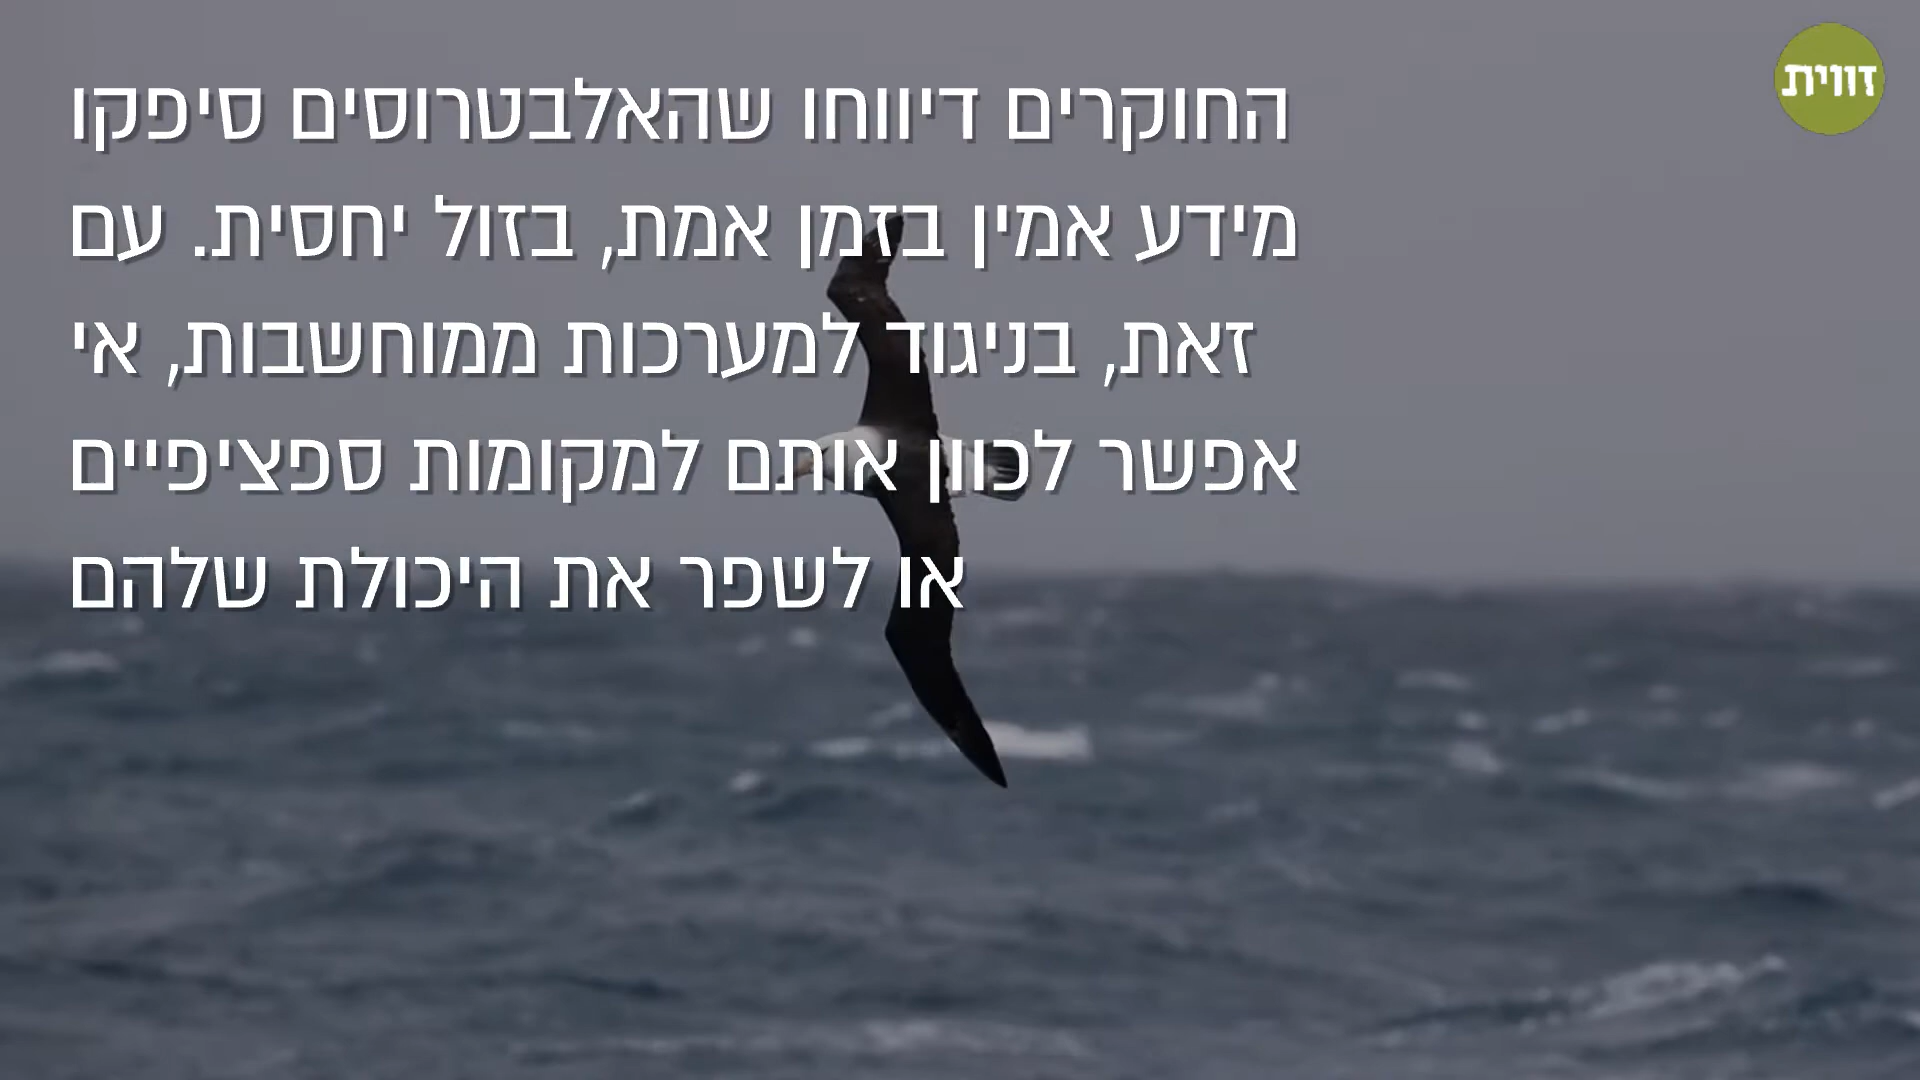 זווית
החוקרים דיווחו שהאלבטרוסים סיפקו
מידע אמין בזמן אמת, בזול יחסית. עם
זאת, בניגוד למערכות ממוחשבות, אי
אפשר לכוון אותם למקומות ספציפיים
או לשפר את היכולת שלהם